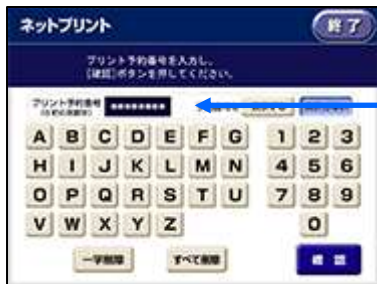 ネットプリント
終了
プリント予約番号を入力し、
【確認】ボタンを押してください。
プリント予約番号
********
A B C D E F G 1 2 3
H I J K L M N 4 5 6
O P Q R S T U 7 8 9
V W X Y Z 0
一字削除 すべて削除 確認